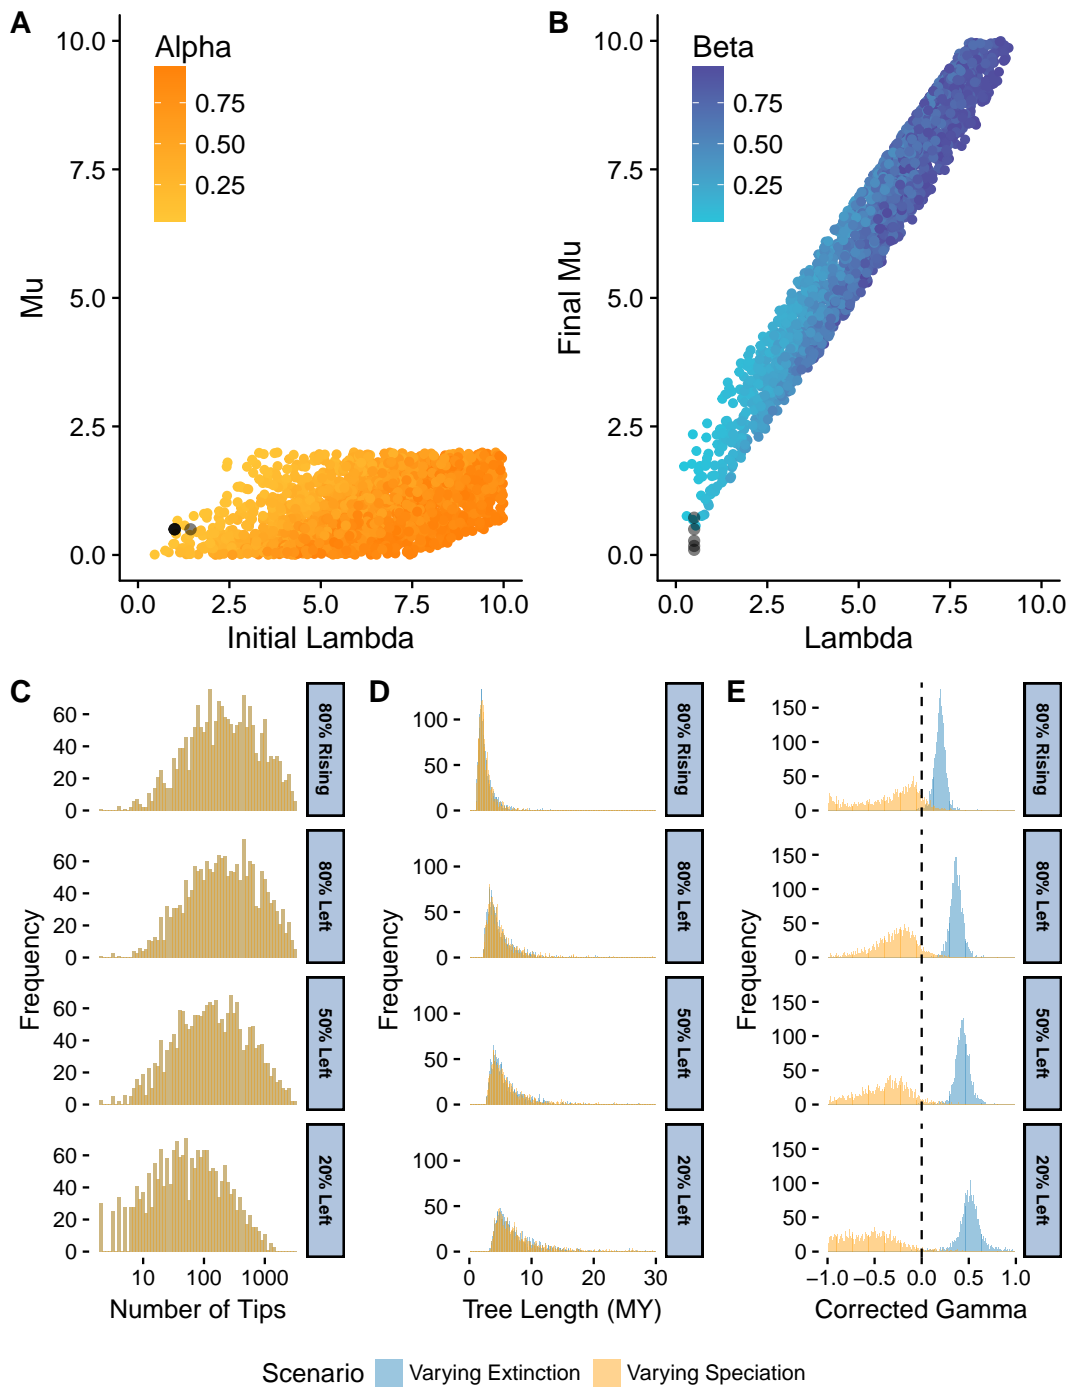 A
Alpha
0.75
0.50
0.25
10.0
7.5
5.0
2.5
0.0
Mu
0.0 2.5 5.0 7.5 10.0
Initial Lambda
B
Beta
0.75
0.50
0.25
10.0
7.5
5.0
2.5
0.0
Final Mu
0.0 2.5 5.0 7.5 10.0
Lambda
C
Frequency
60
40
20
0
80% Rising
60
40
20
0
80% Left
60
40
20
0
50% Left
60
40
20
0
20% Left
10 100 1000
Number of Tips
D
Frequency
100
50
0
80% Rising
100
50
0
80% Left
100
50
0
50% Left
100
50
0
20% Left
0 10 20 30
Tree Length (MY)
E
Frequency
150
100
50
0
80% Rising
150
100
50
0
80% Left
150
100
50
0
50% Left
150
100
50
0
20% Left
−1.0 −0.5 0.0 0.5 1.0
Corrected Gamma
Scenario Varying Extinction Varying Speciation